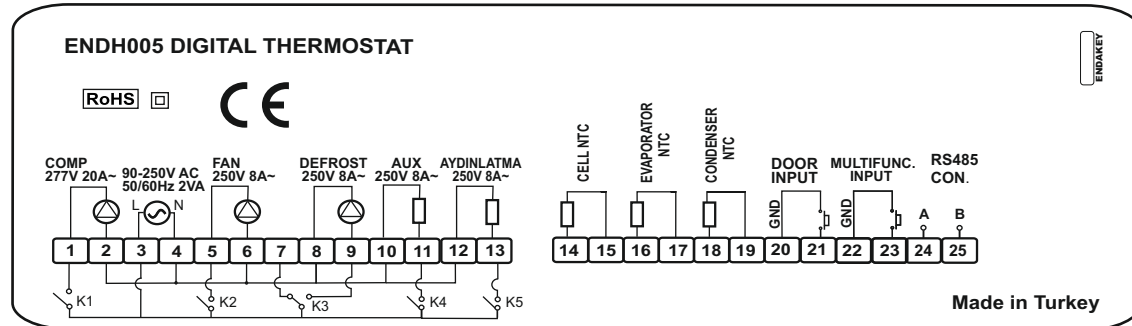 ENDH005 DIGITAL THERMOSTAT
ENDAKEY
RoHS
CE
COMP
277V 20A~
90-250V AC
50/60Hz 2VA
L N
FAN
250V 8A~
DEFROST
250V 8A~
AUX
250V 8A~
AYDINLATMA
250V 8A~
CELL NTC
EVAPORATOR
NTC
CONDENSER
NTC
DOOR
INPUT
GND
MULTIFUNC.
INPUT
GND
RS485
CON.
A B
1 2 3 4 5 6 7 8 9 10 11 12 13
14 15 16 17 18 19 20 21 22 23 24 25
K1 K2 K3 K4 K5
Made in Turkey